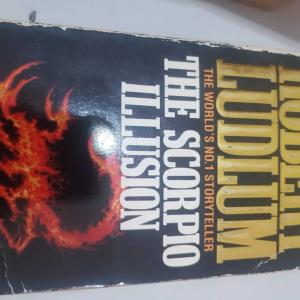 LUDLUM
THE WORLD'S NO.1 STORYTELLER
THE SCORPIO
ILLUSION